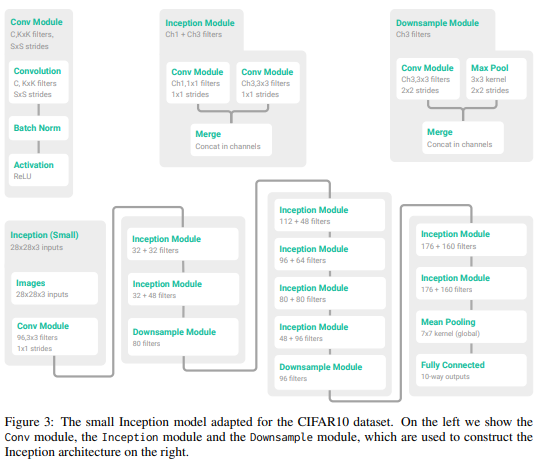 Conv Module
C,KxK filters,
SxS strides
Convolution
C, KxK filters
SxS strides
Batch Norm
Activation
ReLU
Inception Module
Ch1 + Ch3 filters
Conv Module
Ch1,1x1 filters
1x1 strides
Conv Module
Ch3,3x3 filters
1x1 strides
Merge
Concat in channels
Downsample Module
Ch3 filters
Conv Module
Ch3,3x3 filters
2x2 strides
Max Pool
3x3 kernel
2x2 strides
Merge
Concat in channels
Inception (Small)
28x28x3 inputs
Images
28x28x3 inputs
Conv Module
96,3x3 filters
1x1 strides
Inception Module
32 + 32 filters
Inception Module
32 + 48 filters
Downsample Module
80 filters
Inception Module
112 + 48 filters
Inception Module
96 + 64 filters
Inception Module
80 + 80 filters
Inception Module
48 + 96 filters
Downsample Module
96 filters
Inception Module
176 + 160 filters
Inception Module
176 + 160 filters
Mean Pooling
7x7 kernel (global)
Fully Connected
10-way outputs
Figure 3: The small Inception model adapted for the CIFAR10 dataset. On the left we show the
Conv module, the Inception module and the Downsample module, which are used to construct the
Inception architecture on the right.